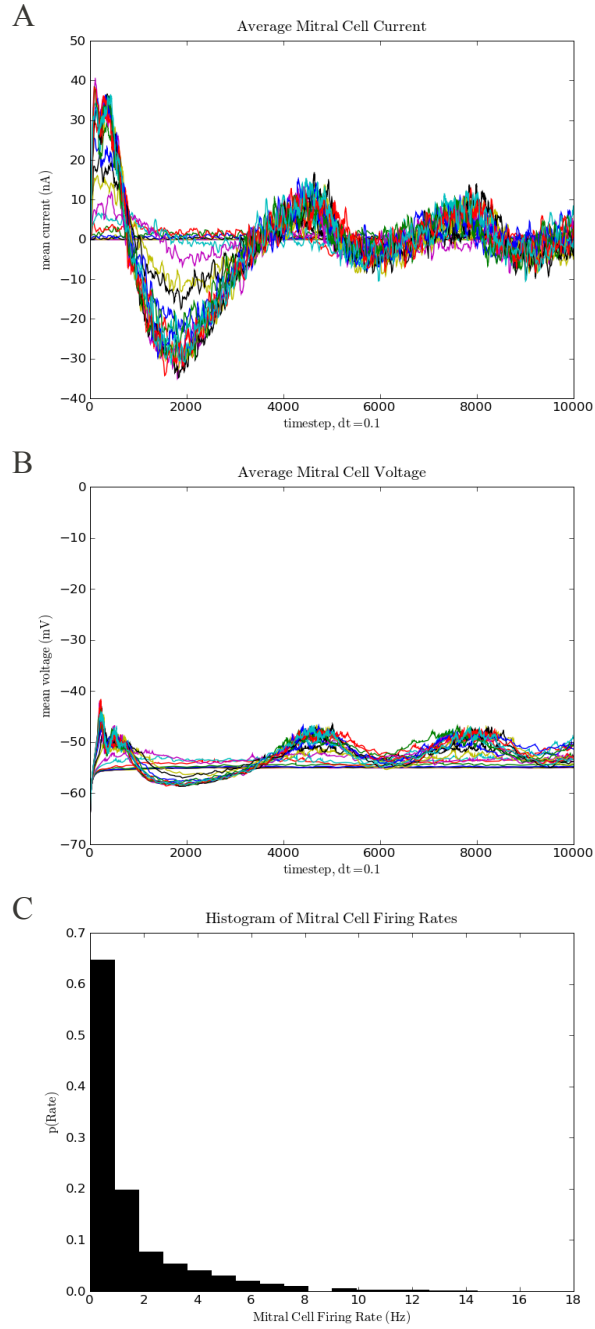 A
Average Mitral Cell Current
50
40
30
20
10
0
−10
−20
−30
−40
mean current (nA)
0 2000 4000 6000 8000 10000
timestep, dt=0.1
B
Average Mitral Cell Voltage
0
−10
−20
−30
−40
−50
−60
−70
mean voltage (mV)
0 2000 4000 6000 8000 10000
timestep, dt=0.1
C
Histogram of Mitral Cell Firing Rates
0.7
0.6
0.5
0.4
0.3
0.2
0.1
0.0
p(Rate)
0 2 4 6 8 10 12 14 16 18
Mitral Cell Firing Rate (Hz)